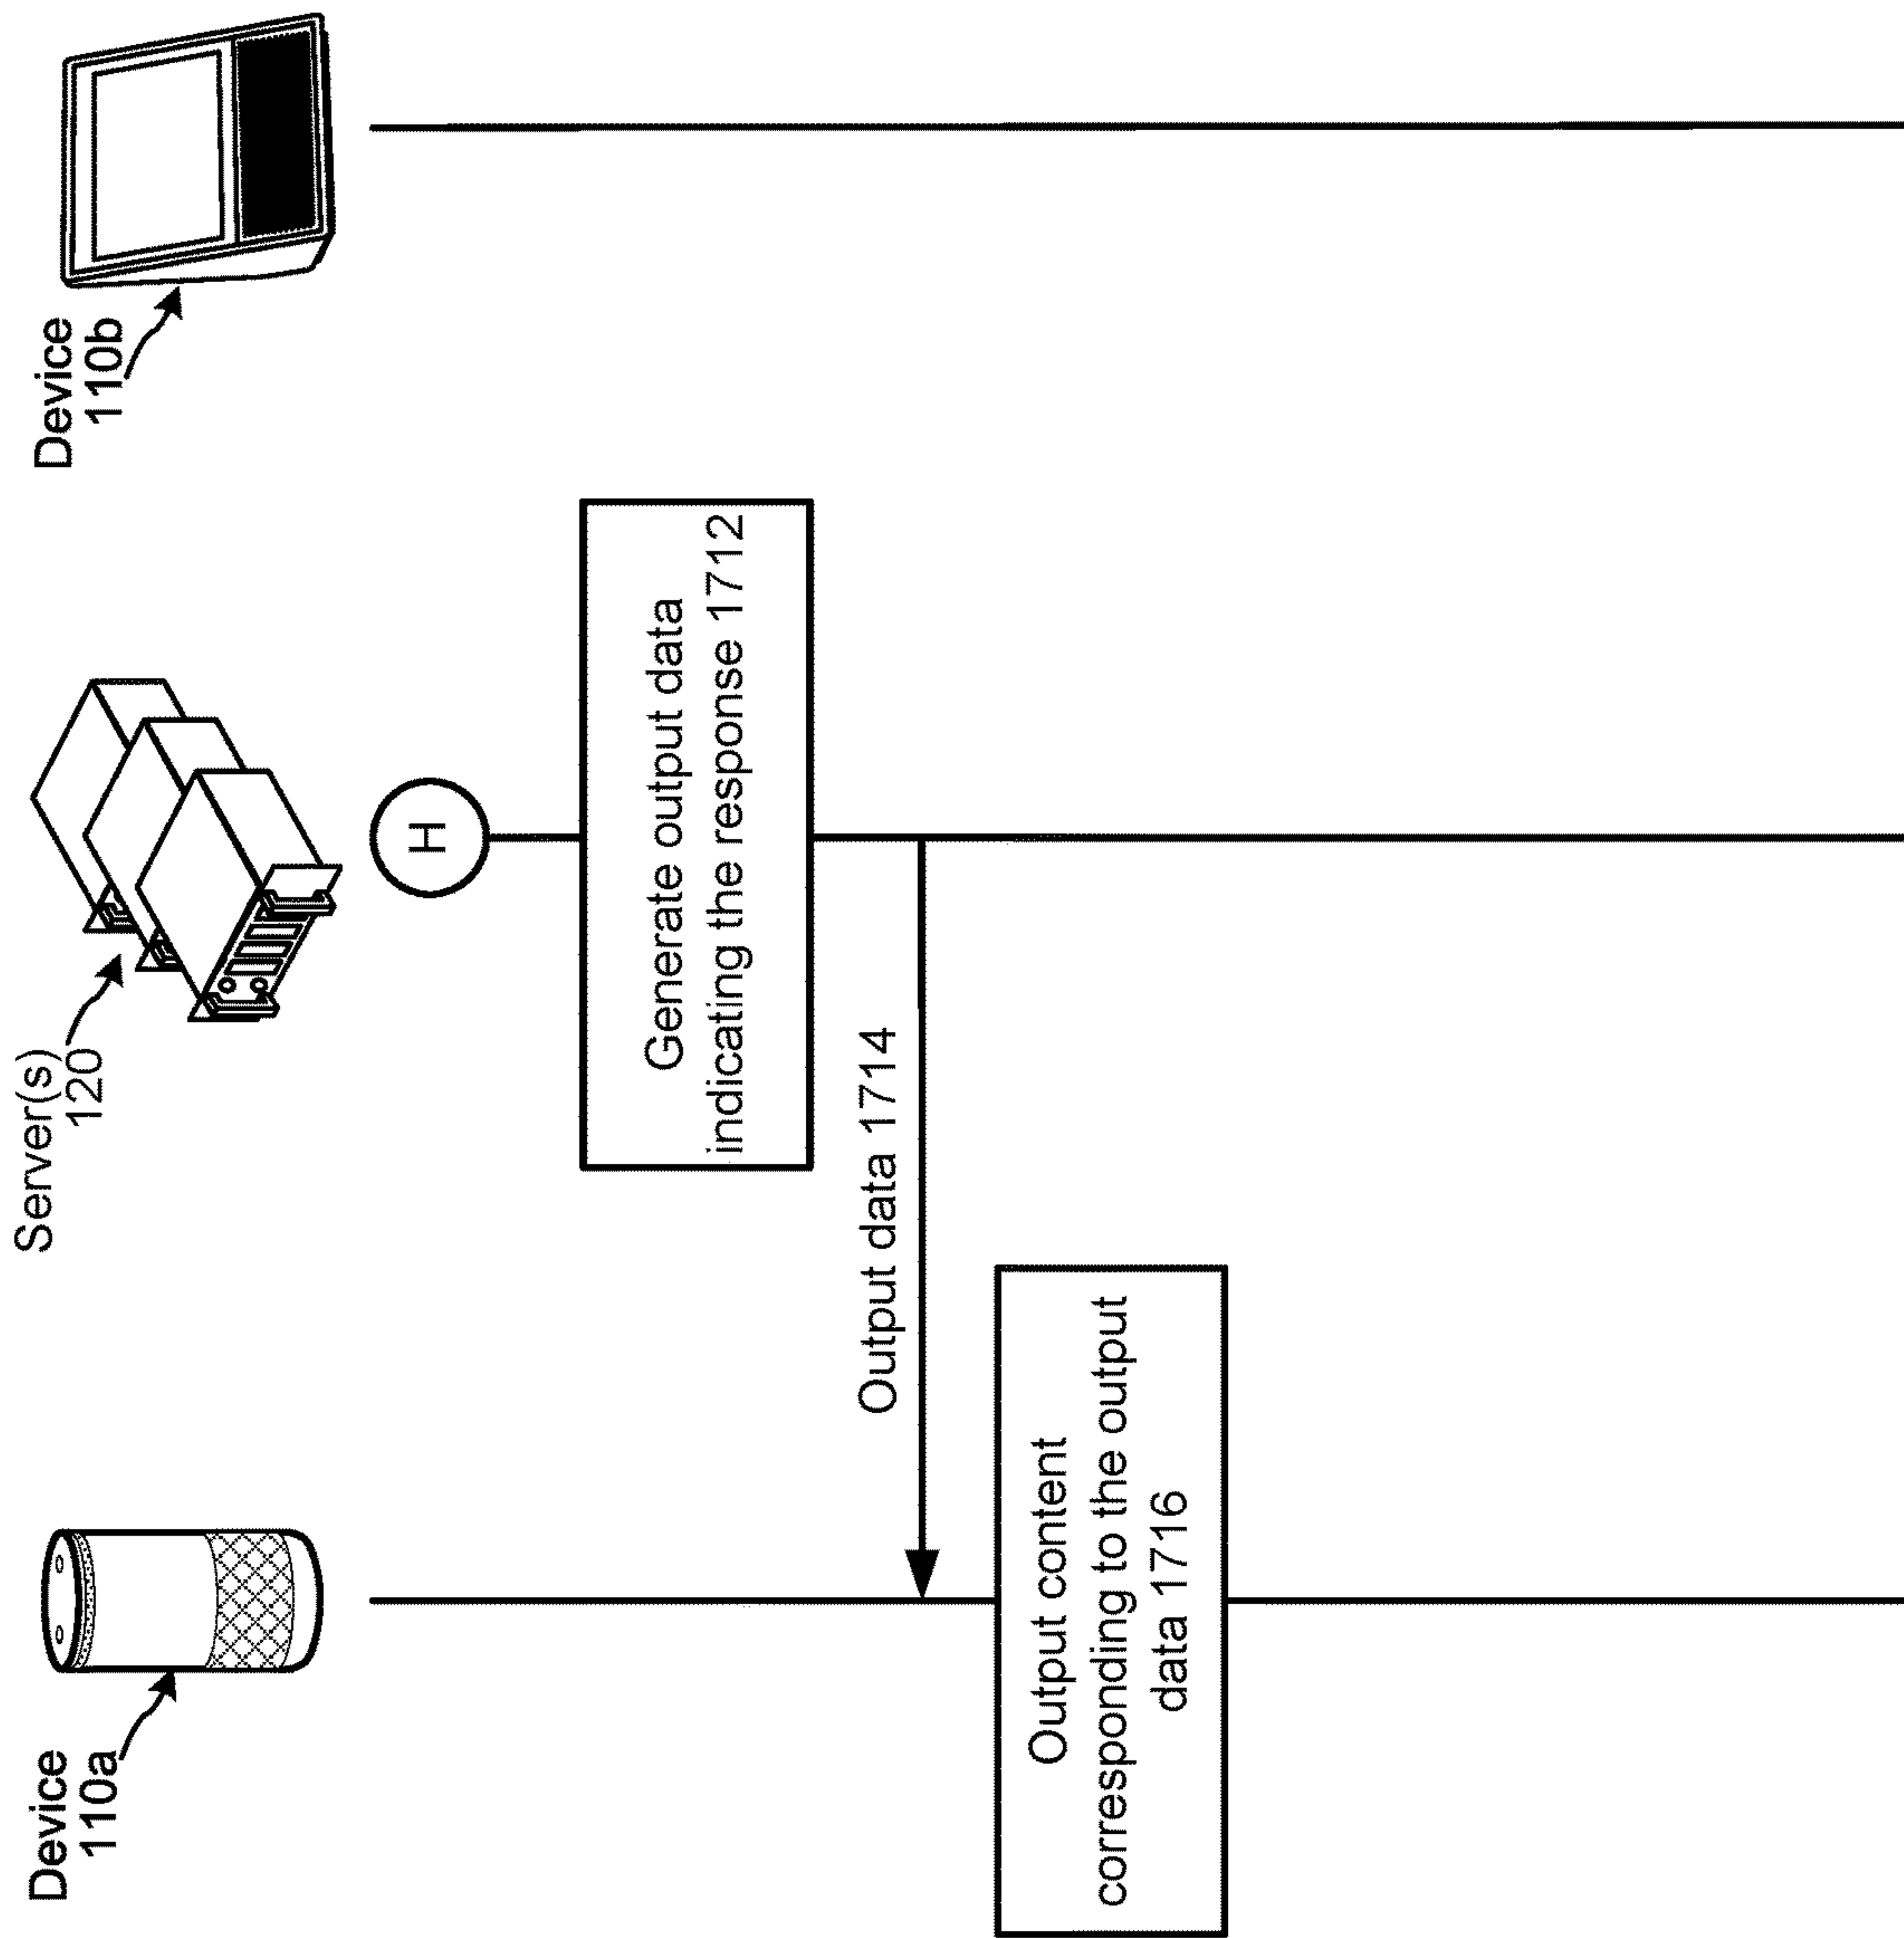 Device
110a
Server(s)
120
Device
110b
H
Generate output data
indicating the response 1712
Output data 1714
Output content
corresponding to the output
data 1716